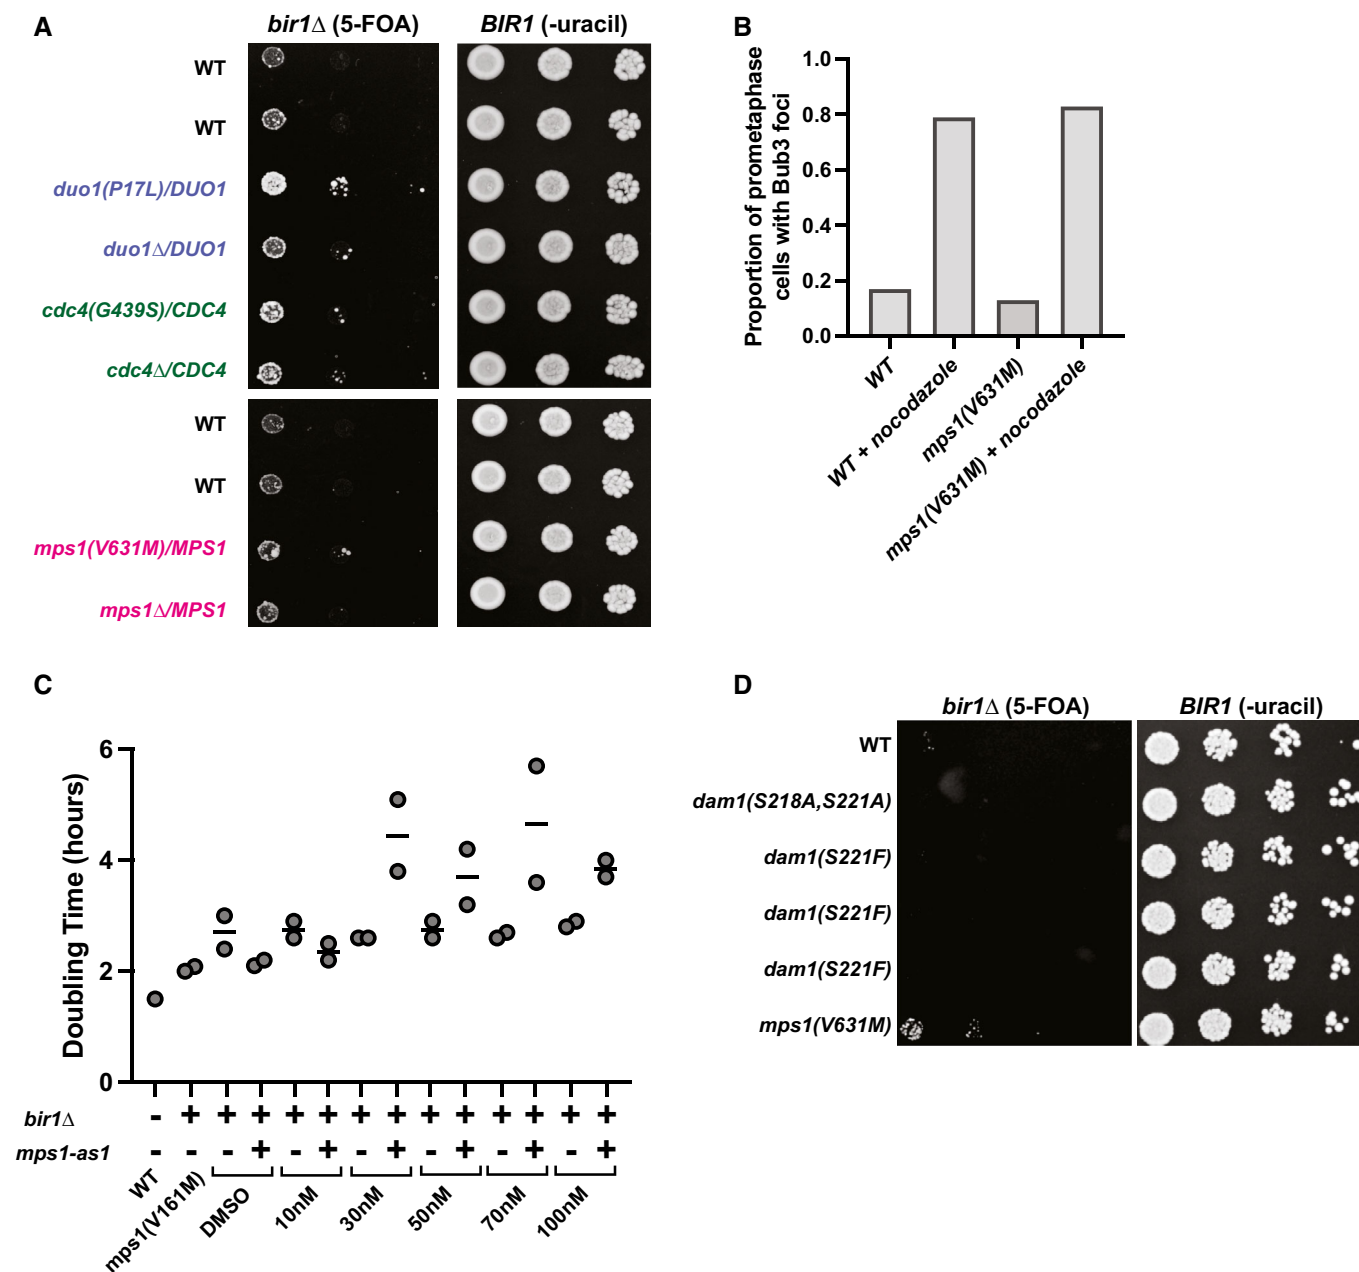 A
bir1Δ (5-FOA)
BIR1 (-uracil)
WT
WT
duo1(P17L)/DUO1
duo1Δ/DUO1
cdc4(G439S)/CDC4
cdc4Δ/CDC4
WT
WT
mps1(V631M)/MPS1
mps1Δ/MPS1
B
Proportion of prometaphase
cells with Bub3 foci
1.0
0.8
0.6
0.4
0.2
0.0
WT
WT + nocodazole
mps1(V631M)
mps1(V631M) + nocodazole
C
Doubling Time (hours)
6
4
2
0
bir1Δ - + + + + + + + + + + + + +
mps1-as1 - - - + - + - + - + - + - +
WT
mps1(V161M)
DMSO
10nM
30nM
50nM
70nM
100nM
D
bir1Δ (5-FOA)
BIR1 (-uracil)
WT
dam1(S218A,S221A)
dam1(S221F)
dam1(S221F)
dam1(S221F)
mps1(V631M)